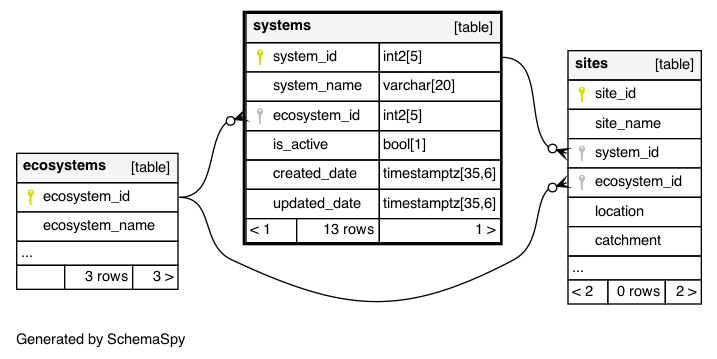 systems [table]
system_id int2[5]
system_name varchar[20]
ecosystem_id int2[5]
is_active bool[1]
created_date timestamptz[35,6]
updated_date timestamptz[35,6]
< 1 13 rows 1 >
ecosystems [table]
ecosystem_id
ecosystem_name
...
3 rows 3 >
sites [table]
site_id
site_name
system_id
ecosystem_id
location
catchment
...
< 2 0 rows 2 >
Generated by SchemaSpy